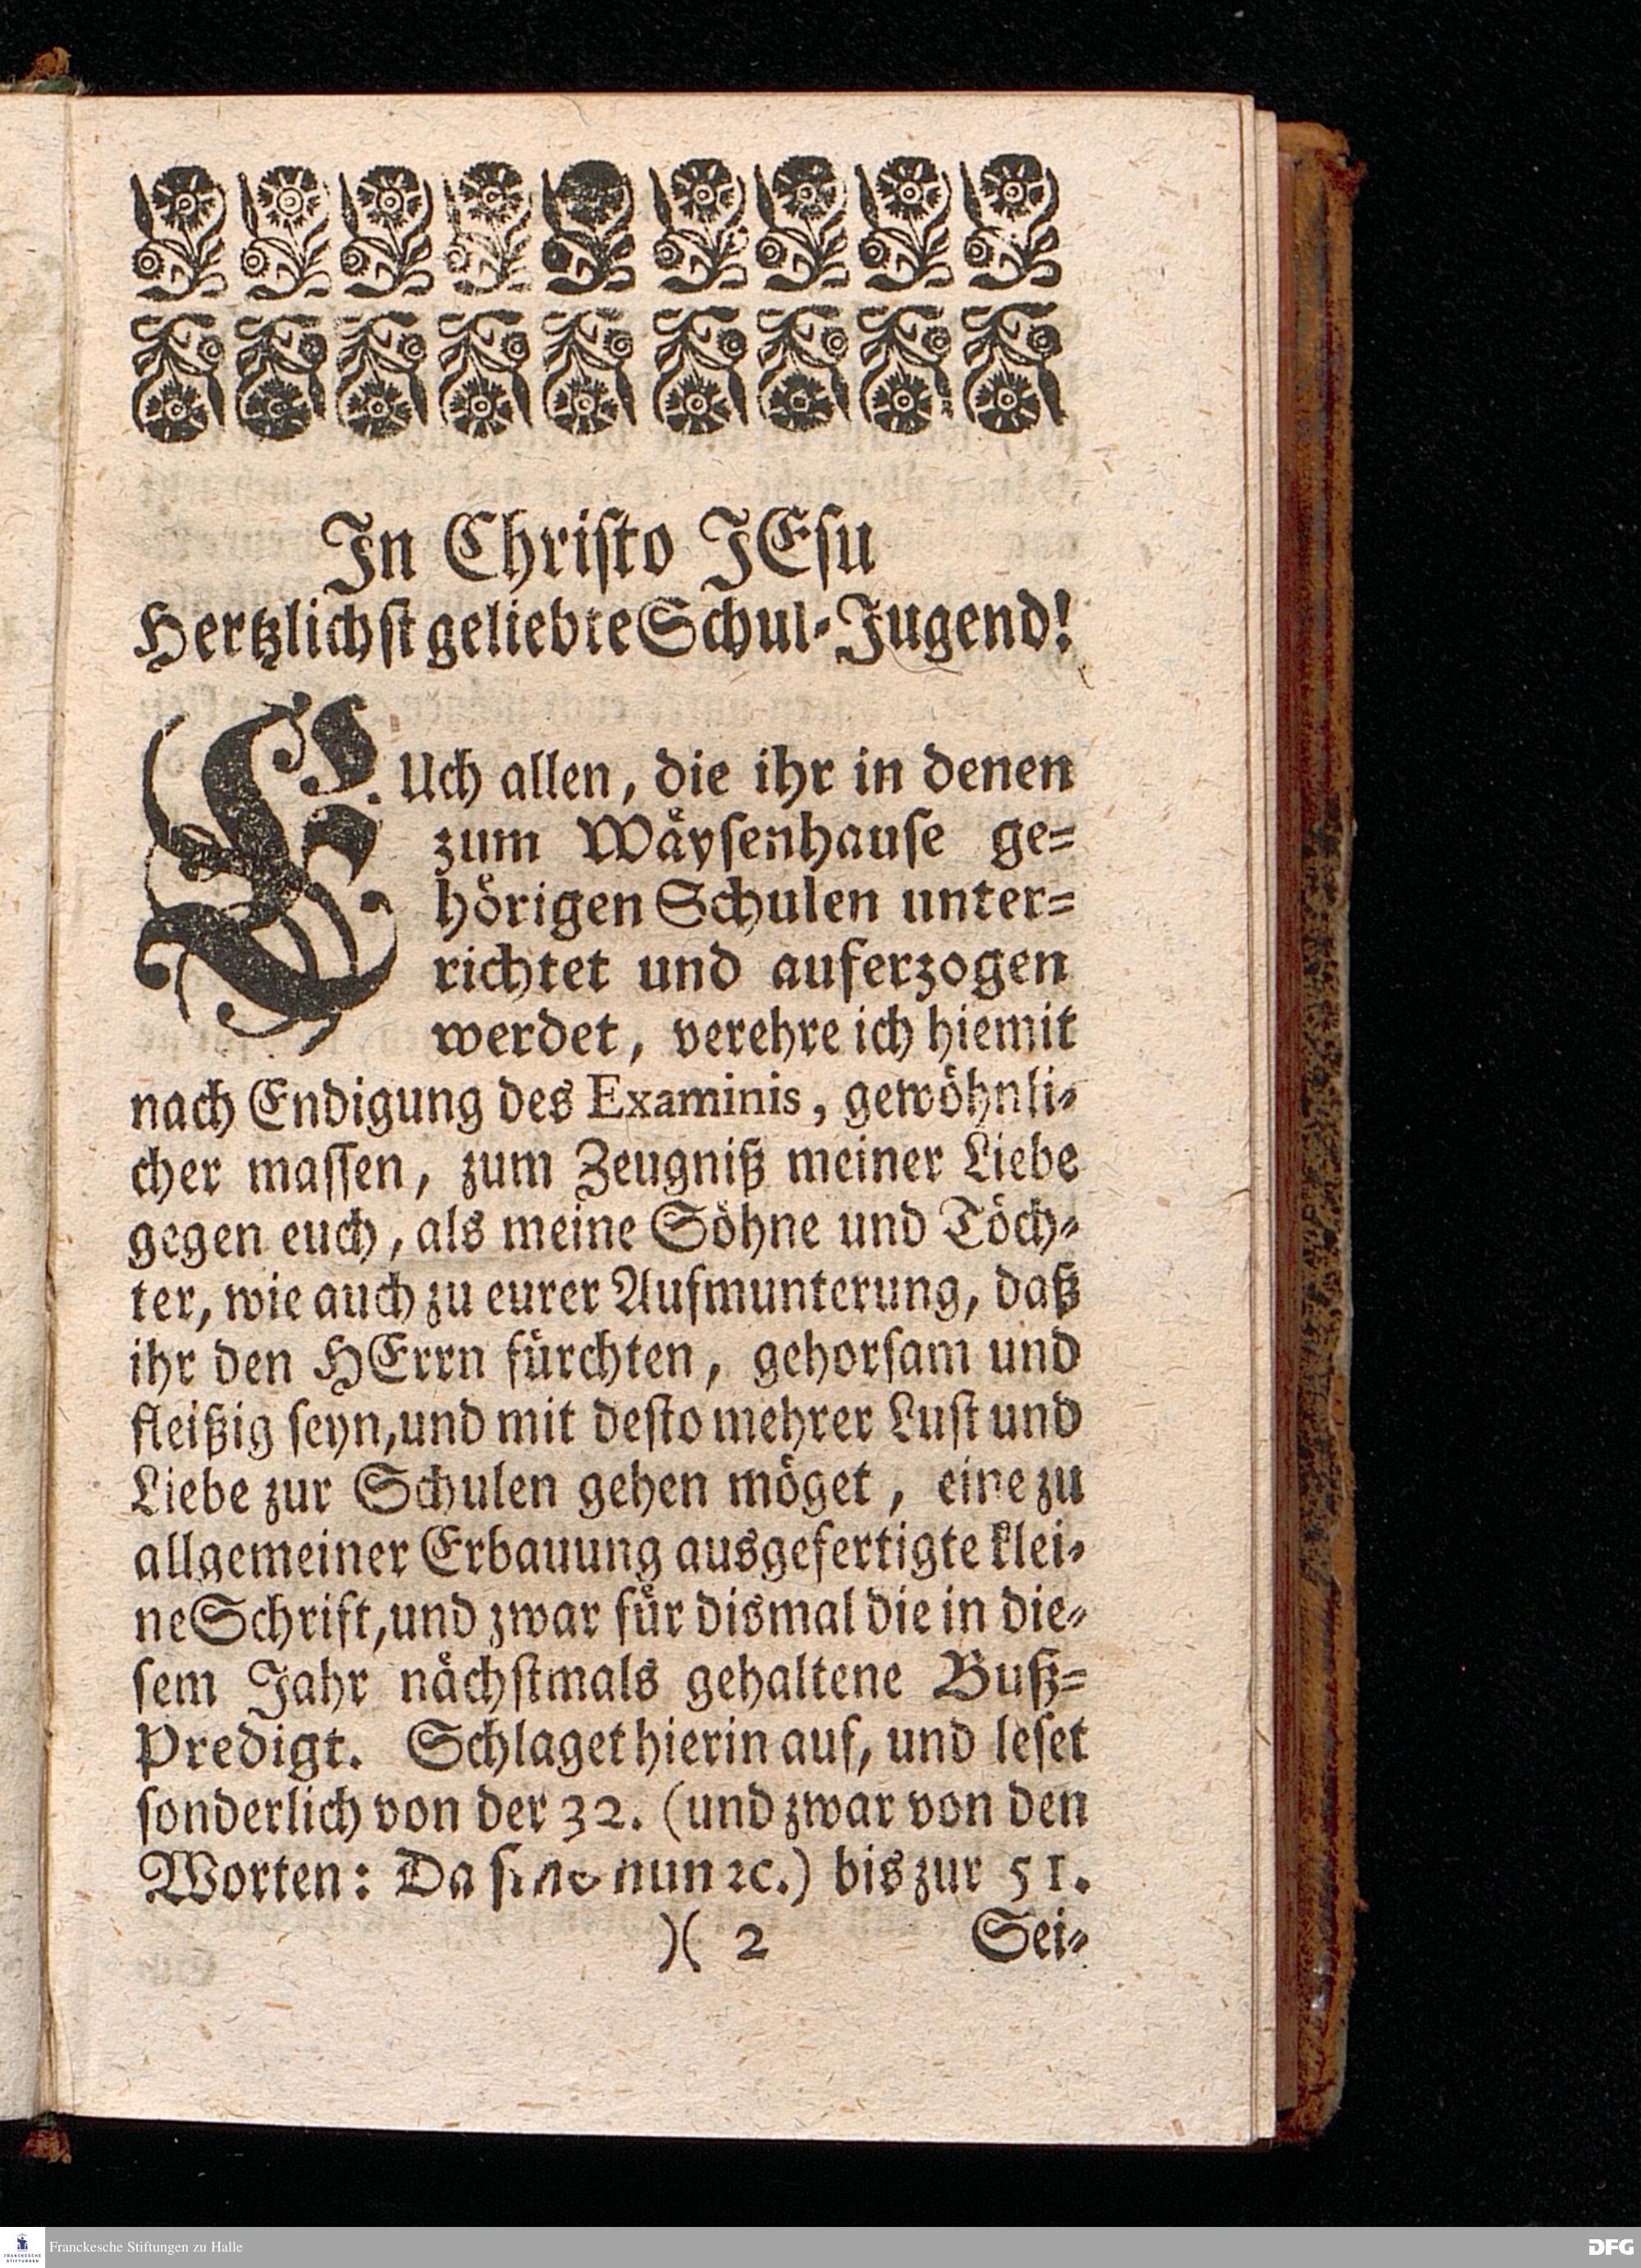 In Christo JEsu
Hertzlichst geliebte Schul-Jugend!
EUch allen, die ihr in denen
zum Wäysenhause ge-
hörigen Schulen unter-
richtet und auferzogen
werdet, verehre ich hiemit
nach Endigung des Examinis, gewöhnli-
cher massen, zum Zeugniß meiner Liebe
gegen euch, als meine Söhne und Töch-
ter, wie auch zu eurer Aufmunterung, daß
ihr den HErrn fürchten, gehorsam und
fleißig seyn, und mit desto mehrer Lust und
Liebe zur Schulen gehen möget, eine zu
allgemeiner Erbauung ausgefertigte klei-
ne Schrift, und zwar für dismal die in die-
sem Jahr nächstmals gehaltene Buß-
Predigt. Schlaget hierin auf, und leset
sonderlich von der 32. (und zwar von den
Worten: Da nun ꝛc.) bis zur 51.
)( 2 Sei-
FRANCKESCHE STIFTUNGEN
Franckesche Stiftungen zu Halle
DFG